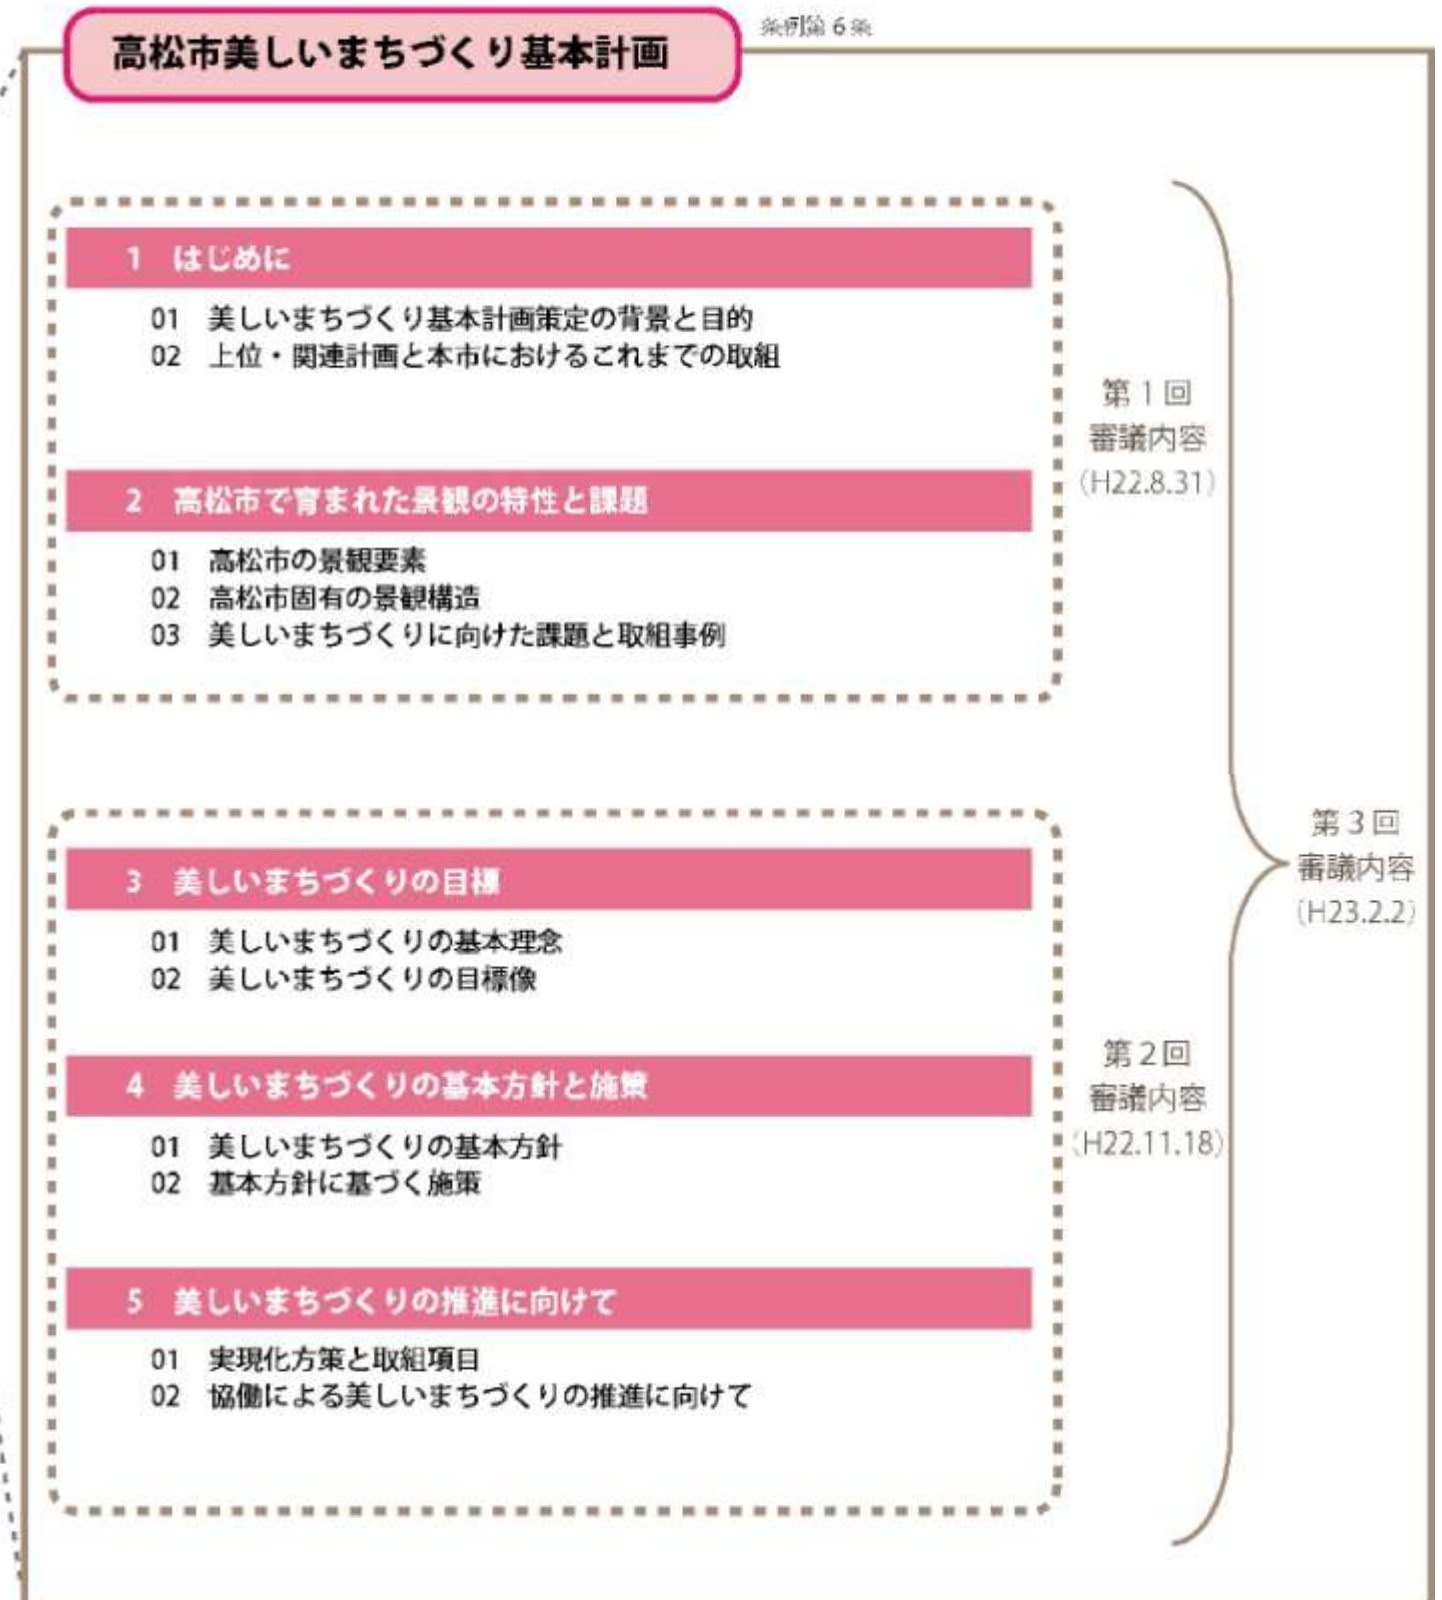 高松市美しいまちづくり基本計画
条例第6条
1 はじめに
01 美しいまちづくり基本計画策定の背景と目的
02 上位・関連計画と本市におけるこれまでの取組
2 高松市で育まれた景観の特性と課題
01 高松市の景観要素
02 高松市固有の景観構造
03 美しいまちづくりに向けた課題と取組事例
第1回
審議内容
(H22.8.31)
3 美しいまちづくりの目標
01 美しいまちづくりの基本理念
02 美しいまちづくりの目標像
4 美しいまちづくりの基本方針と施策
01 美しいまちづくりの基本方針
02 基本方針に基づく施策
5 美しいまちづくりの推進に向けて
01 実現化方策と取組項目
02 協働による美しいまちづくりの推進に向けて
第2回
審議内容
(H22.11.18)
第3回
審議内容
(H23.2.2)